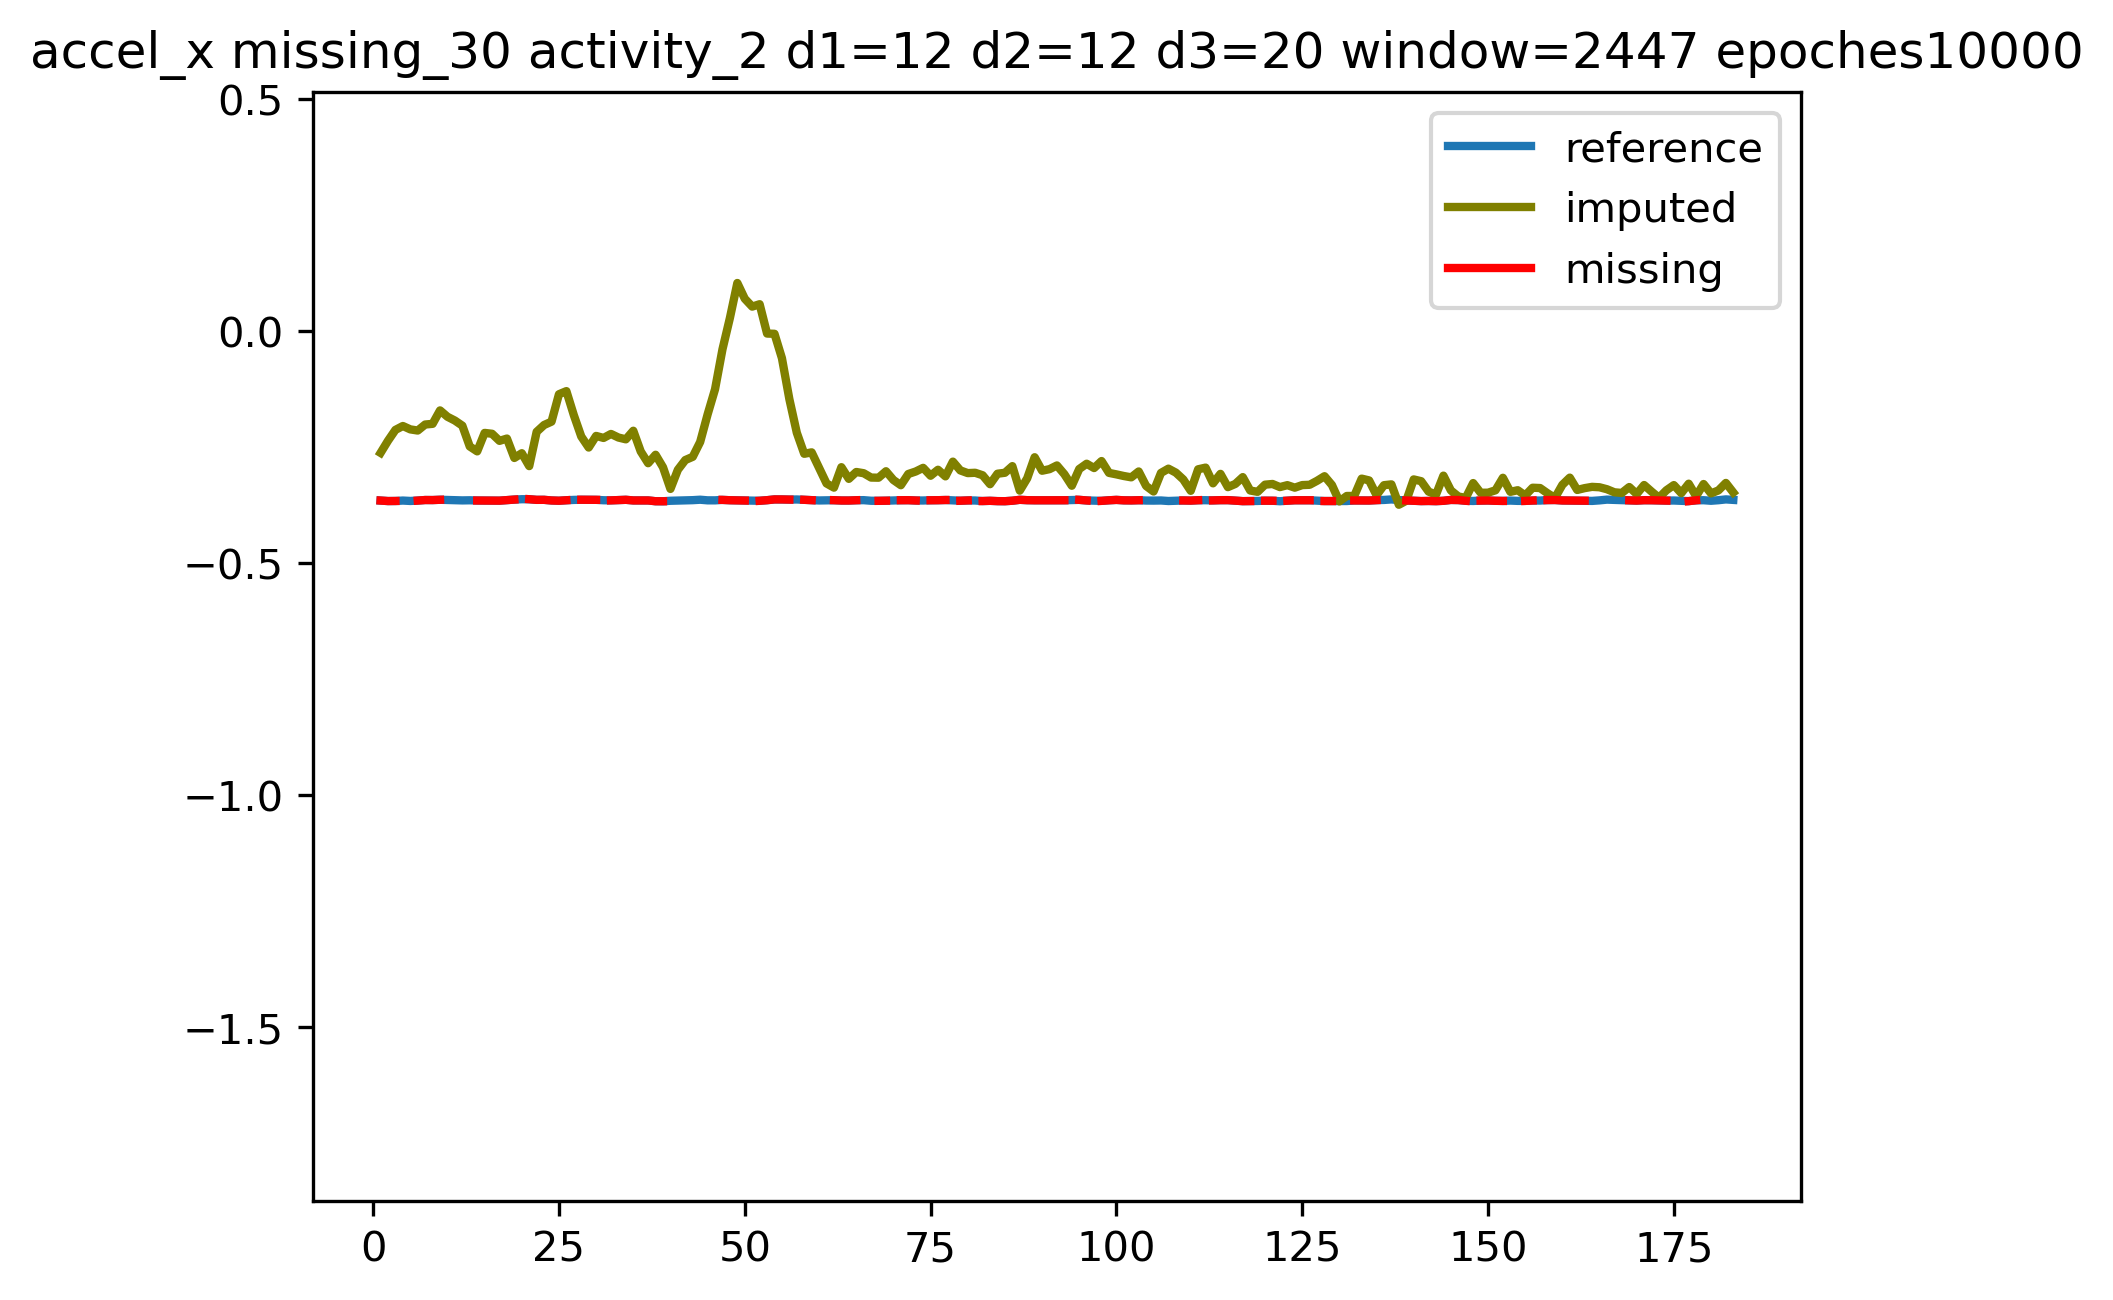 accel_x missing_30 activity_2 d1=12 d2=12 d3=20 window=2447 epoches10000
0.5
0.0
−0.5
−1.0
−1.5
reference
imputed
missing
0 25 50 75 100 125 150 175